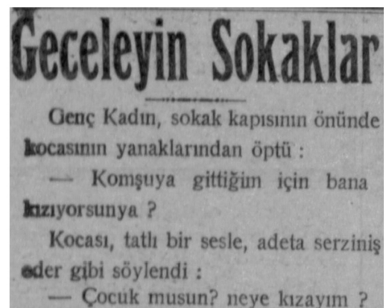 Geceleyin Sokaklar
Genç Kadın, sokak kapısının önünde
kocasının yanaklarından öptü :
— Komşuya gittiğim için bana
kızıyorsunya ?
Kocası, tatlı bir sesle, adeta serziniş
eder gibi söylendi :
— Çocuk musun? neye kızayım ?